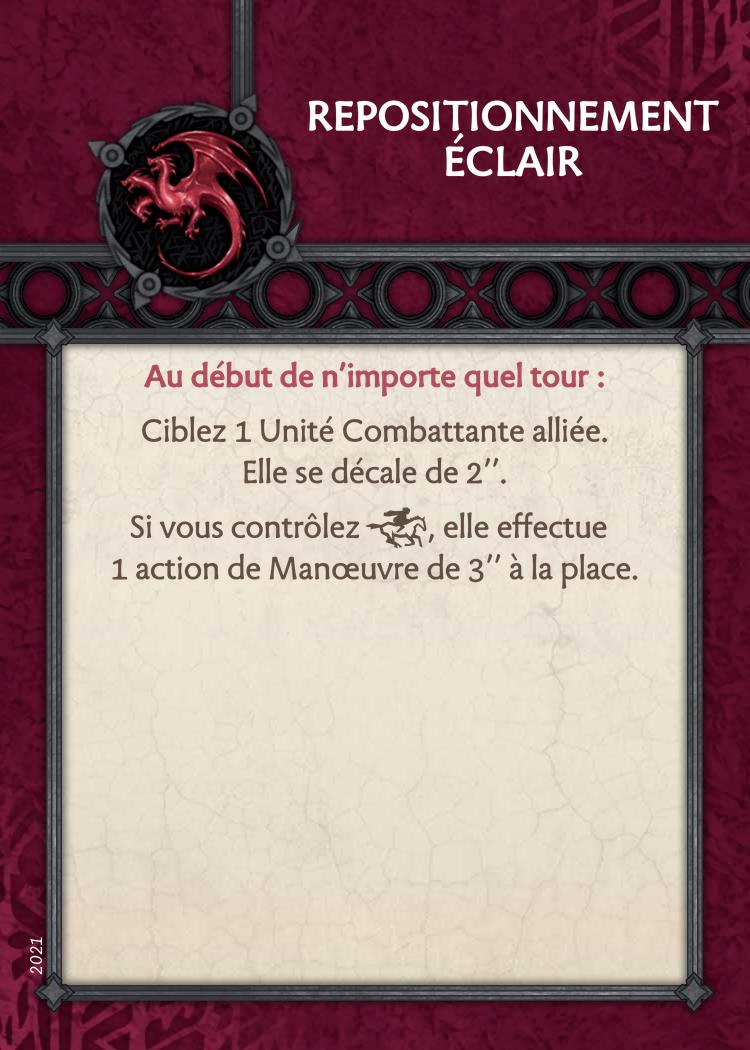 REPOSITIONNEMENT
ÉCLAIR
Au début de n’importe quel tour :
Ciblez 1 Unité Combattante alliée.
Elle se décale de 2’’.
Si vous contrôlez , elle effectue
1 action de Manœuvre de 3’’ à la place.
2021